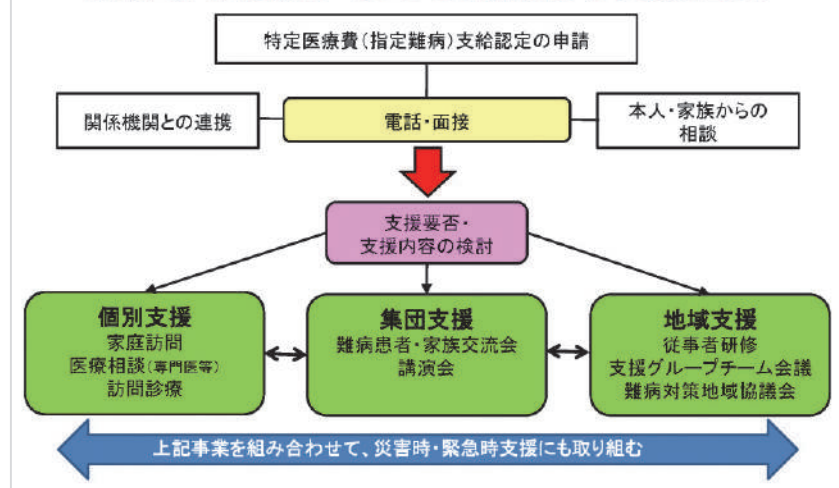 特定医療費(指定難病)支給認定の申請
関係機関との連携
電話・面接
本人・家族からの
相談
支援要否・
支援内容の検討
個別支援
家庭訪問
医療相談(専門医等)
訪問診療
集団支援
難病患者・家族交流会
講演会
地域支援
従事者研修
支援グループチーム会議
難病対策地域協議会
上記事業を組み合わせて、災害時・緊急時支援にも取り組む